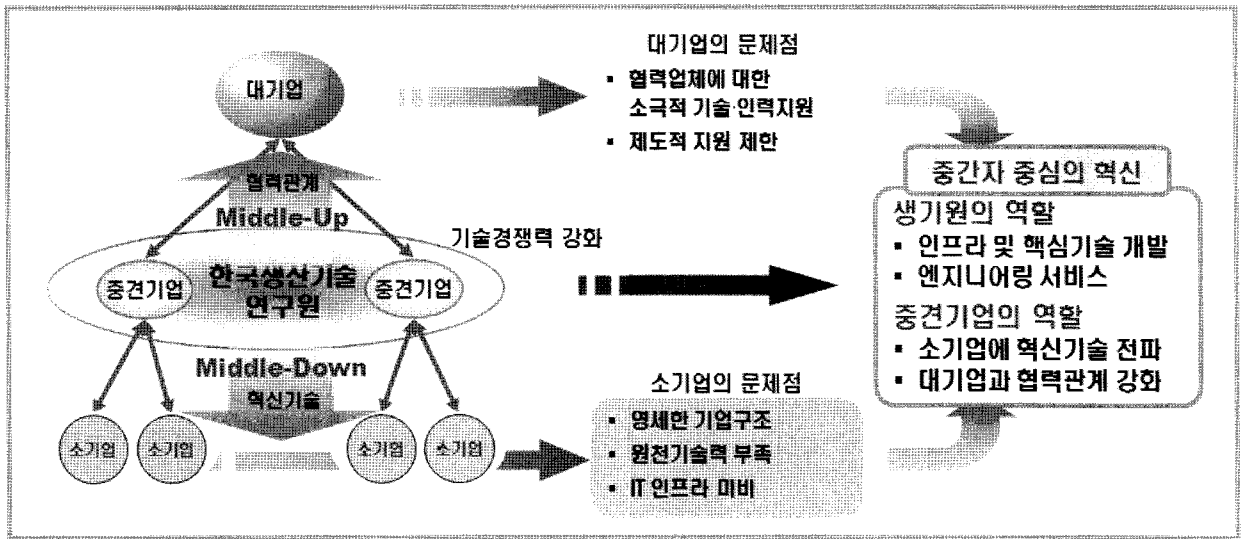 대기업
협력관계
Middle-Up
중견기업
한국생산기술
연구원
중견기업
Middle-Down
혁신기술
소기업
소기업
소기업
소기업
기술경쟁력 강화
대기업의 문제점
▪ 협력업체에 대한
소극적 기술·인력지원
▪ 제도적 지원 제한
소기업의 문제점
▪ 영세한 기업구조
▪ 원천기술력 부족
▪ IT 인프라 미비
중간자 중심의 혁신
생기원의 역할
▪ 인프라 및 핵심기술 개발
▪ 엔지니어링 서비스
중견기업의 역할
▪ 소기업에 혁신기술 전파
▪ 대기업과 협력관계 강화